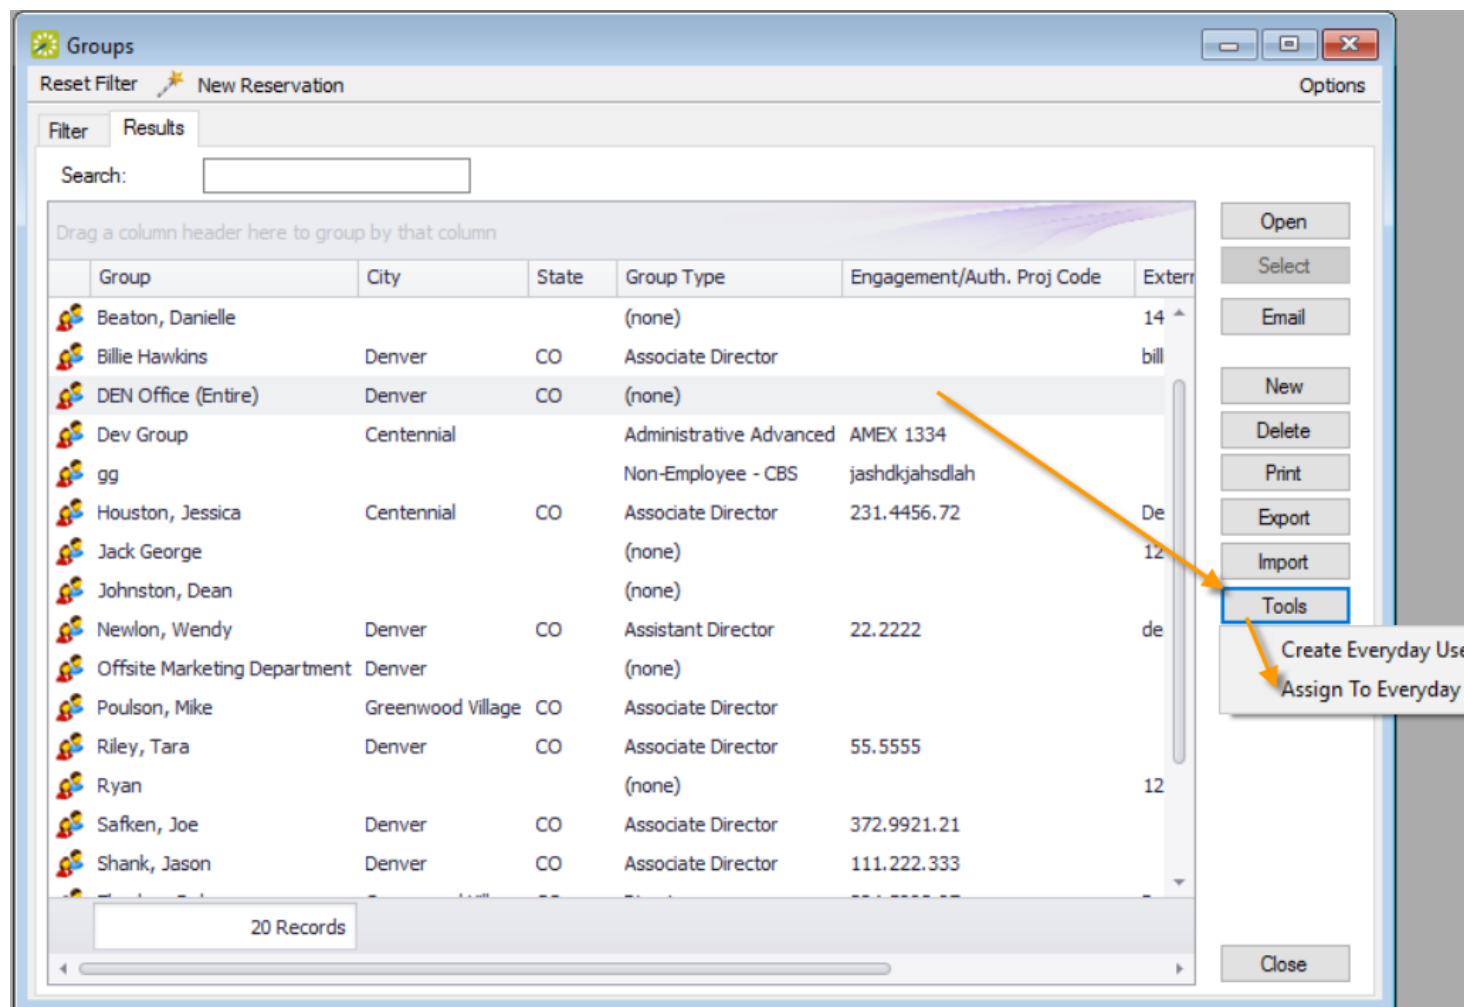 Groups
Reset Filter New Reservation Options
Filter Results
Search:
Drag a column header here to group by that column
Group City State Group Type Engagement/Auth. Proj Code Extern
Beaton, Danielle (none) 14
Billie Hawkins Denver CO Associate Director bill
DEN Office (Entire) Denver CO (none)
Dev Group Centennial Administrative Advanced AMEX 1334
gg Non-Employee - CBS jashdkjahsdlah
Houston, Jessica Centennial CO Associate Director 231.4456.72 De
Jack George (none) 12
Johnston, Dean (none)
Newlon, Wendy Denver CO Assistant Director 22.2222 de
Offsite Marketing Department Denver (none)
Poulson, Mike Greenwood Village CO Associate Director
Riley, Tara Denver CO Associate Director 55.5555
Ryan (none) 12
Safken, Joe Denver CO Associate Director 372.9921.21
Shank, Jason Denver CO Associate Director 111.222.333
20 Records
Open
Select
Email
New
Delete
Print
Export
Import
Tools
Create Everyday Use
Assign To Everyday
Close